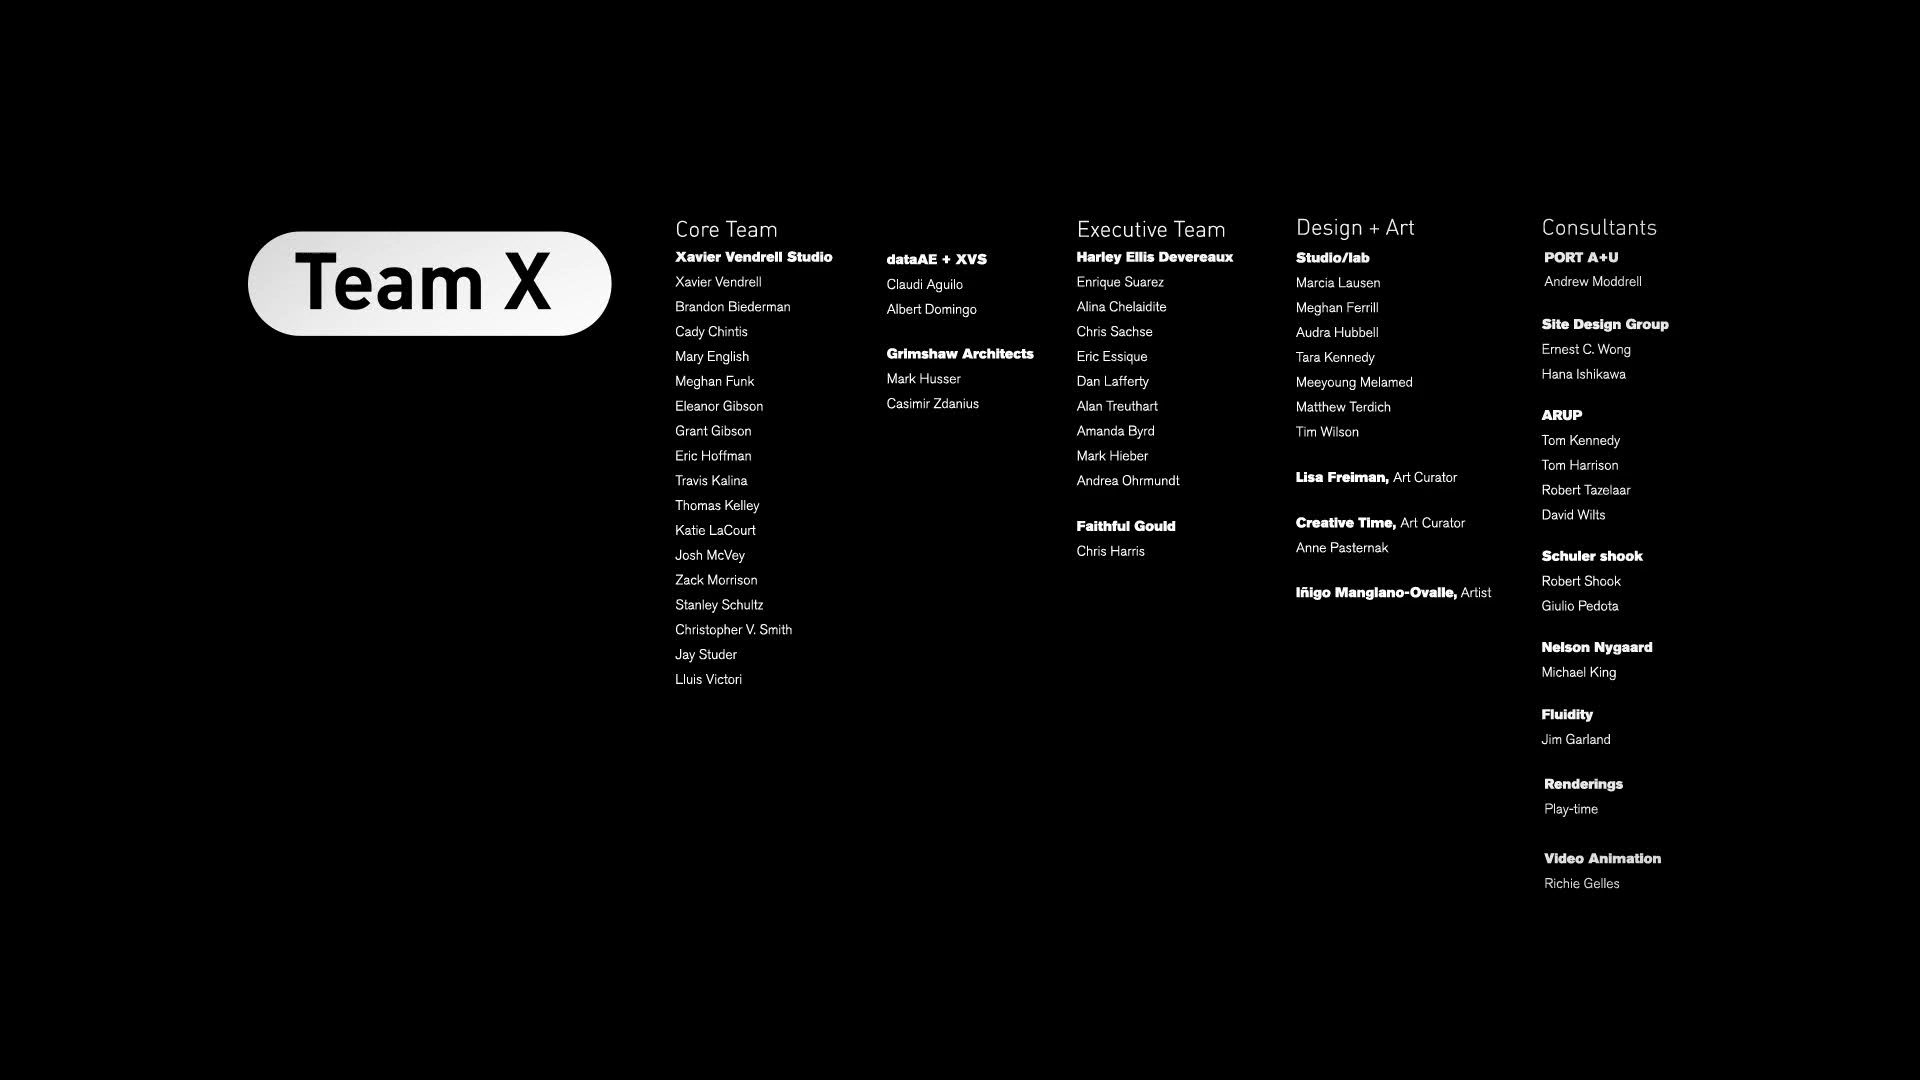 Team X
Core Team
Xavier Vendrell Studio
Xavier Vendrell
Brandon Biederman
Cady Chintis
Mary English
Meghan Funk
Eleanor Gibson
Grant Gibson
Eric Hoffman
Travis Kalina
Thomas Kelley
Katie LaCourt
Josh McVey
Zack Morrison
Stanley Schultz
Christopher V. Smith
Jay Studer
Lluis Victori
dataAE + XVS
Claudi Aguilo
Albert Domingo
Grimshaw Architects
Mark Husser
Casimir Zdanius
Executive Team
Harley Ellis Devereaux
Enrique Suarez
Alina Chelaidite
Chris Sachse
Eric Essique
Dan Lafferty
Alan Treuthart
Amanda Byrd
Mark Hieber
Andrea Ohrmundt
Faithful Gould
Chris Harris
Design + Art
Studio/lab
Marcia Lausen
Meghan Ferrill
Audra Hubbell
Tara Kennedy
Meeyoung Melamed
Matthew Terdich
Tim Wilson
Lisa Freiman, Art Curator
Creative Time, Art Curator
Anne Pasternak
Iñigo Manglano-Ovalle, Artist
Consultants
PORT A+U
Andrew Moddrell
Site Design Group
Ernest C. Wong
Hana Ishikawa
ARUP
Tom Kennedy
Tom Harrison
Robert Tazelaar
David Wilts
Schuler shook
Robert Shook
Giulio Pedota
Nelson Nygaard
Michael King
Fluidity
Jim Garland
Renderings
Play-time
Video Animation
Richie Gelles